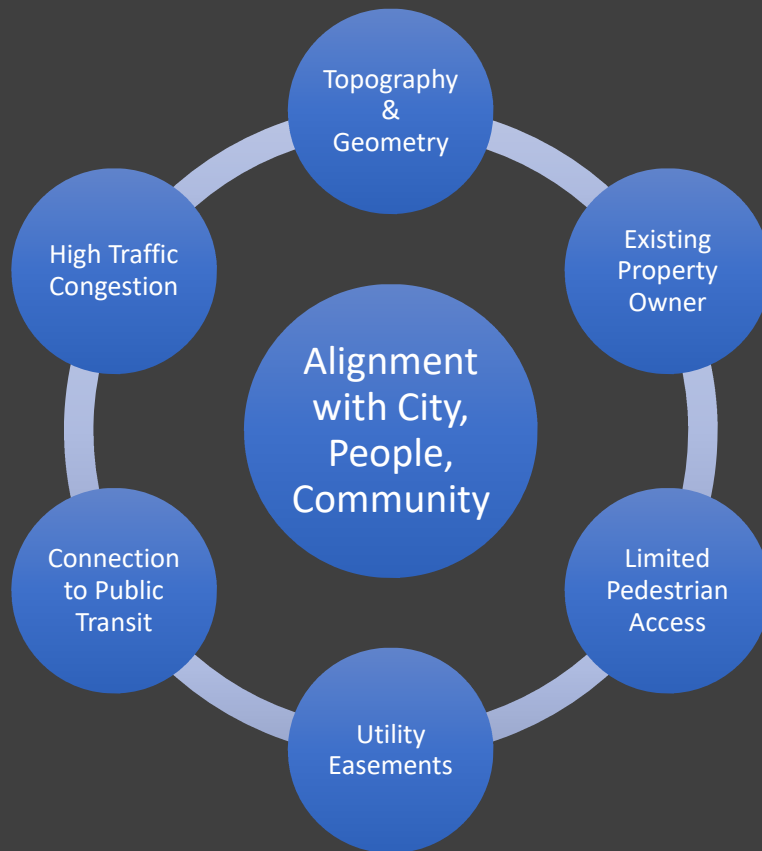 Topography
&
Geometry
Existing
Property
Owner
Limited
Pedestrian
Access
Utility
Easements
Connection
to Public
Transit
High Traffic
Congestion
Alignment
with City,
People,
Community